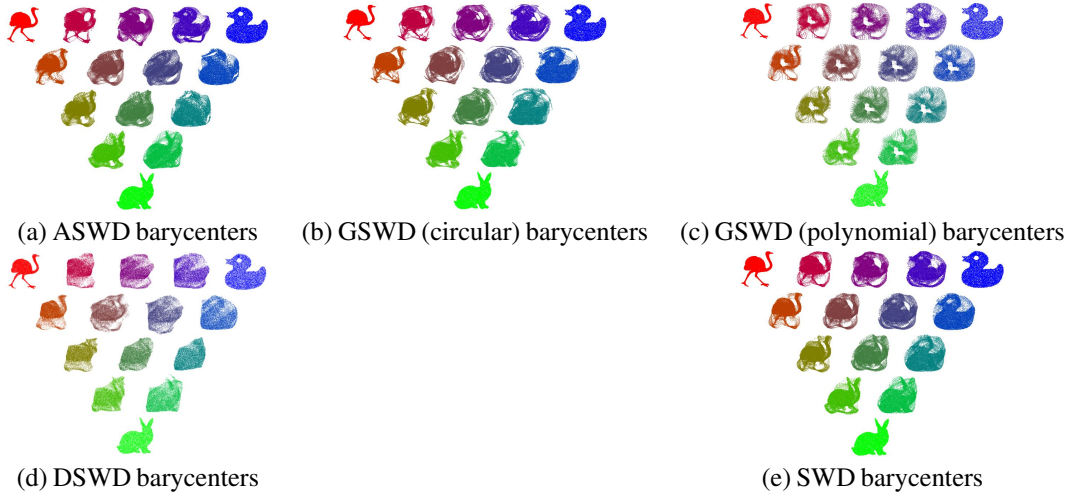 (a) ASWD barycenters
(b) GSWD (circular) barycenters
(c) GSWD (polynomial) barycenters
(d) DSWD barycenters
(e) SWD barycenters